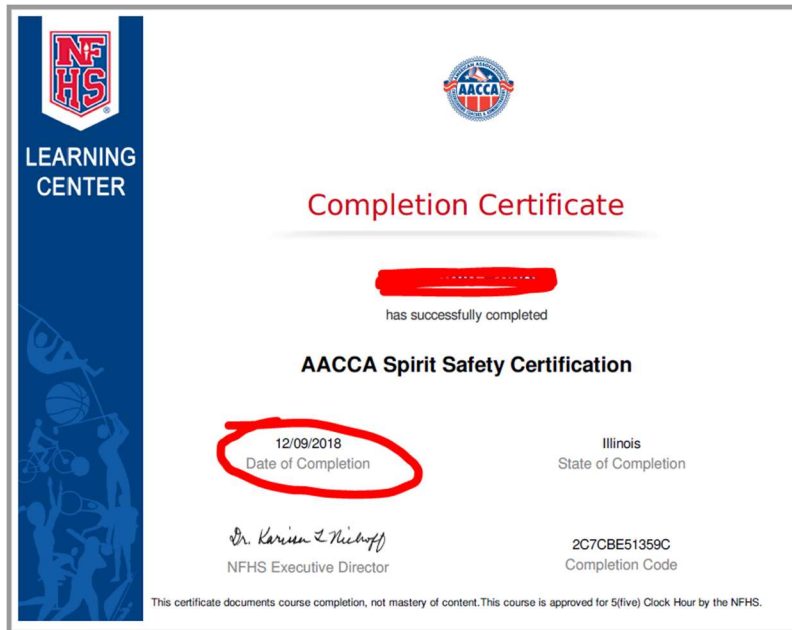 NFHS
LEARNING
CENTER
AACCA
Completion Certificate
has successfully completed
AACCA Spirit Safety Certification
12/09/2018
Date of Completion
Illinois
State of Completion
Dr. Karissa L Niehoff
NFHS Executive Director
2C7CBE51359C
Completion Code
This certificate documents course completion, not mastery of content.This course is approved for 5(five) Clock Hour by the NFHS.